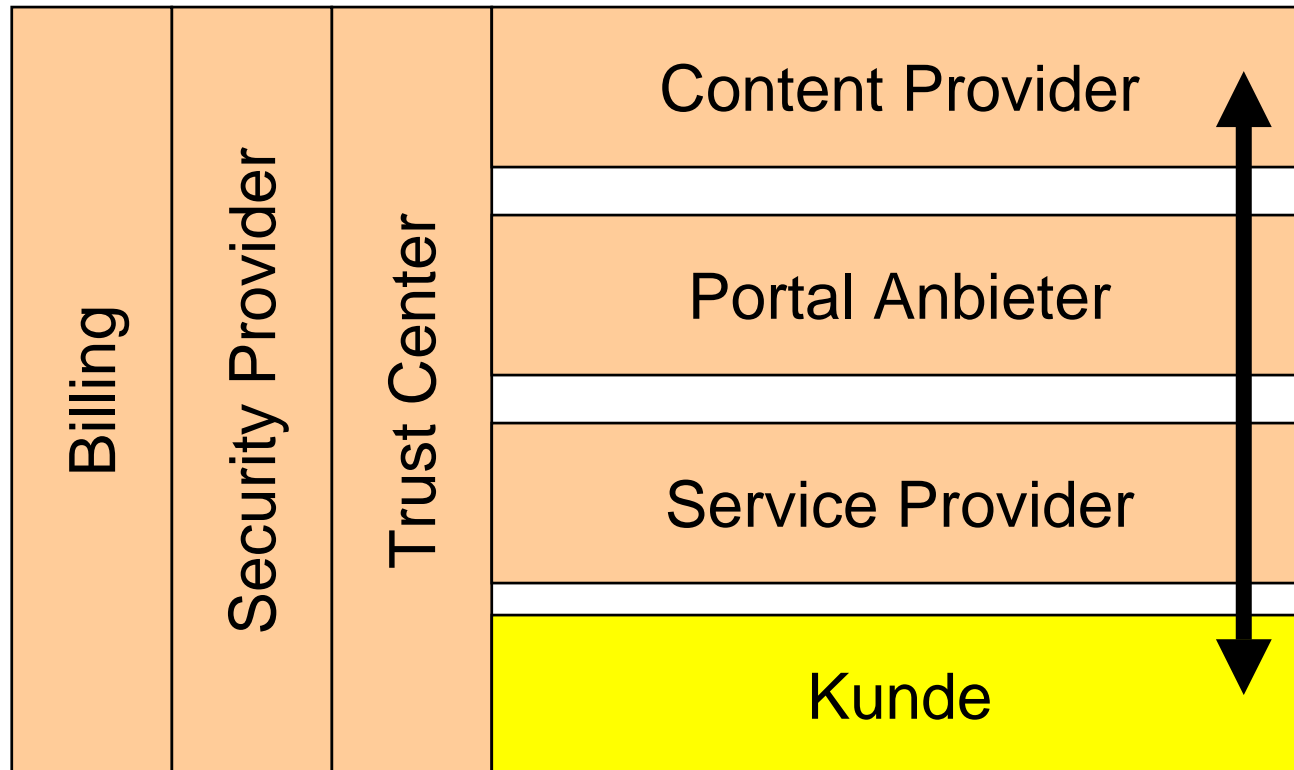 Billing
Security Provider
Trust Center
Content Provider
Portal Anbieter
Service Provider
Kunde